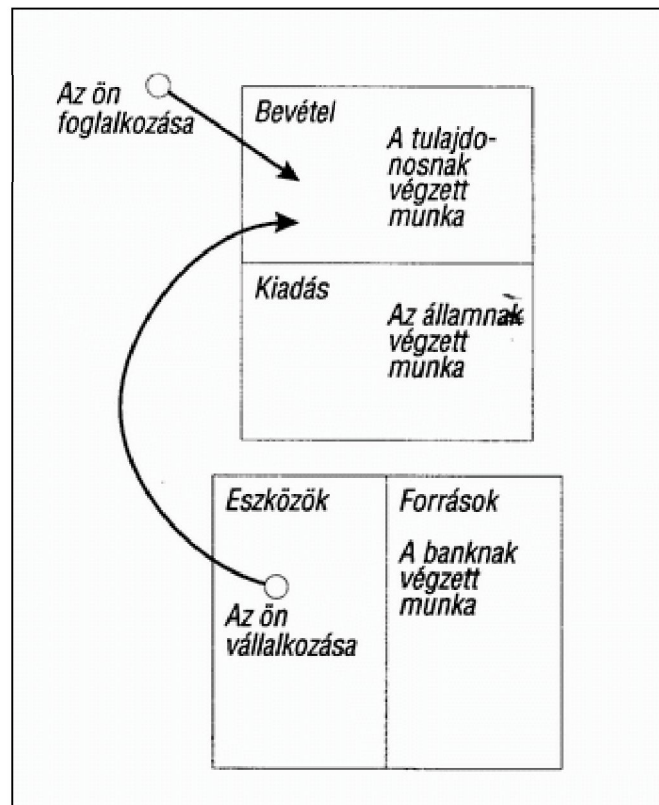 Az ön
foglalkozása
Bevétel
A tulajdo-
nosnak
végzett
munka
Kiadás
Az államnak
végzett
munka
Eszközök
Az ön
vállalkozása
Források
A banknak
végzett
munka